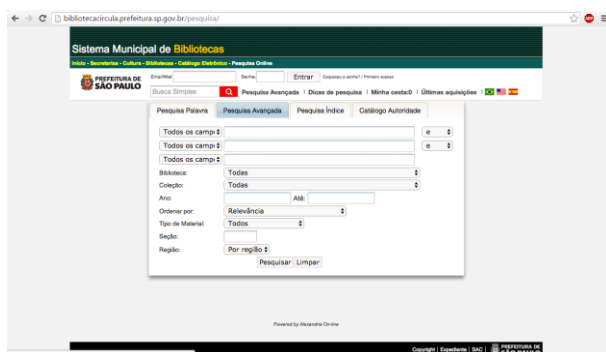 bibliotecacircula.prefeitura.sp.gov.br/pesquisa/
Sistema Municipal de Bibliotecas
Início - Secretarias - Cultura - Bibliotecas - Catálogo Eletrônico - Pesquisa Online
PREFEITURA DE
SÃO PAULO
Email/Mat Senha Entrar Esqueceu a senha? / Primeiro acesso
Busca Simples Pesquisa Avançada | Dicas de pesquisa | Minha cesta:0 | Últimas aquisições |
Pesquisa Palavra Pesquisa Avançada Pesquisa Índice Catálogo Autoridade
Todos os camp e
Todos os camp e
Todos os camp
Biblioteca: Todas
Coleção: Todas
Ano: Até:
Ordenar por: Relevância
Tipo de Material: Todos
Seção:
Região: Por região
Pesquisar Limpar
Powered by Alexandria On-line
Copyright | Expediente | SAC | PREFEITURA DE
SÃO PAULO